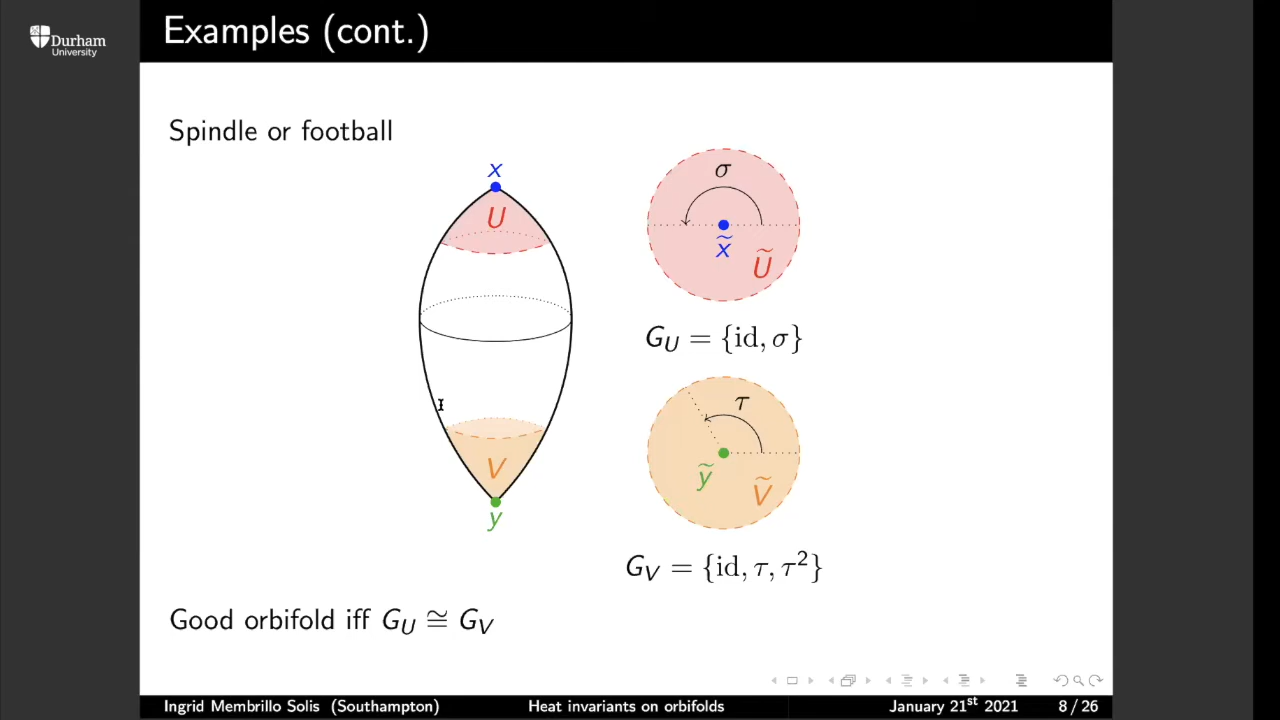 Durham
University
Examples (cont.)
Spindle or football
x
U
V
y
σ
x̃
Ũ
G_U = {id, σ}
τ
ỹ
Ṽ
G_V = {id, τ, τ²}
Good orbifold iff G_U ≅ G_V
Ingrid Membrillo Solis (Southampton) Heat invariants on orbifolds January 21st 2021 8 / 26